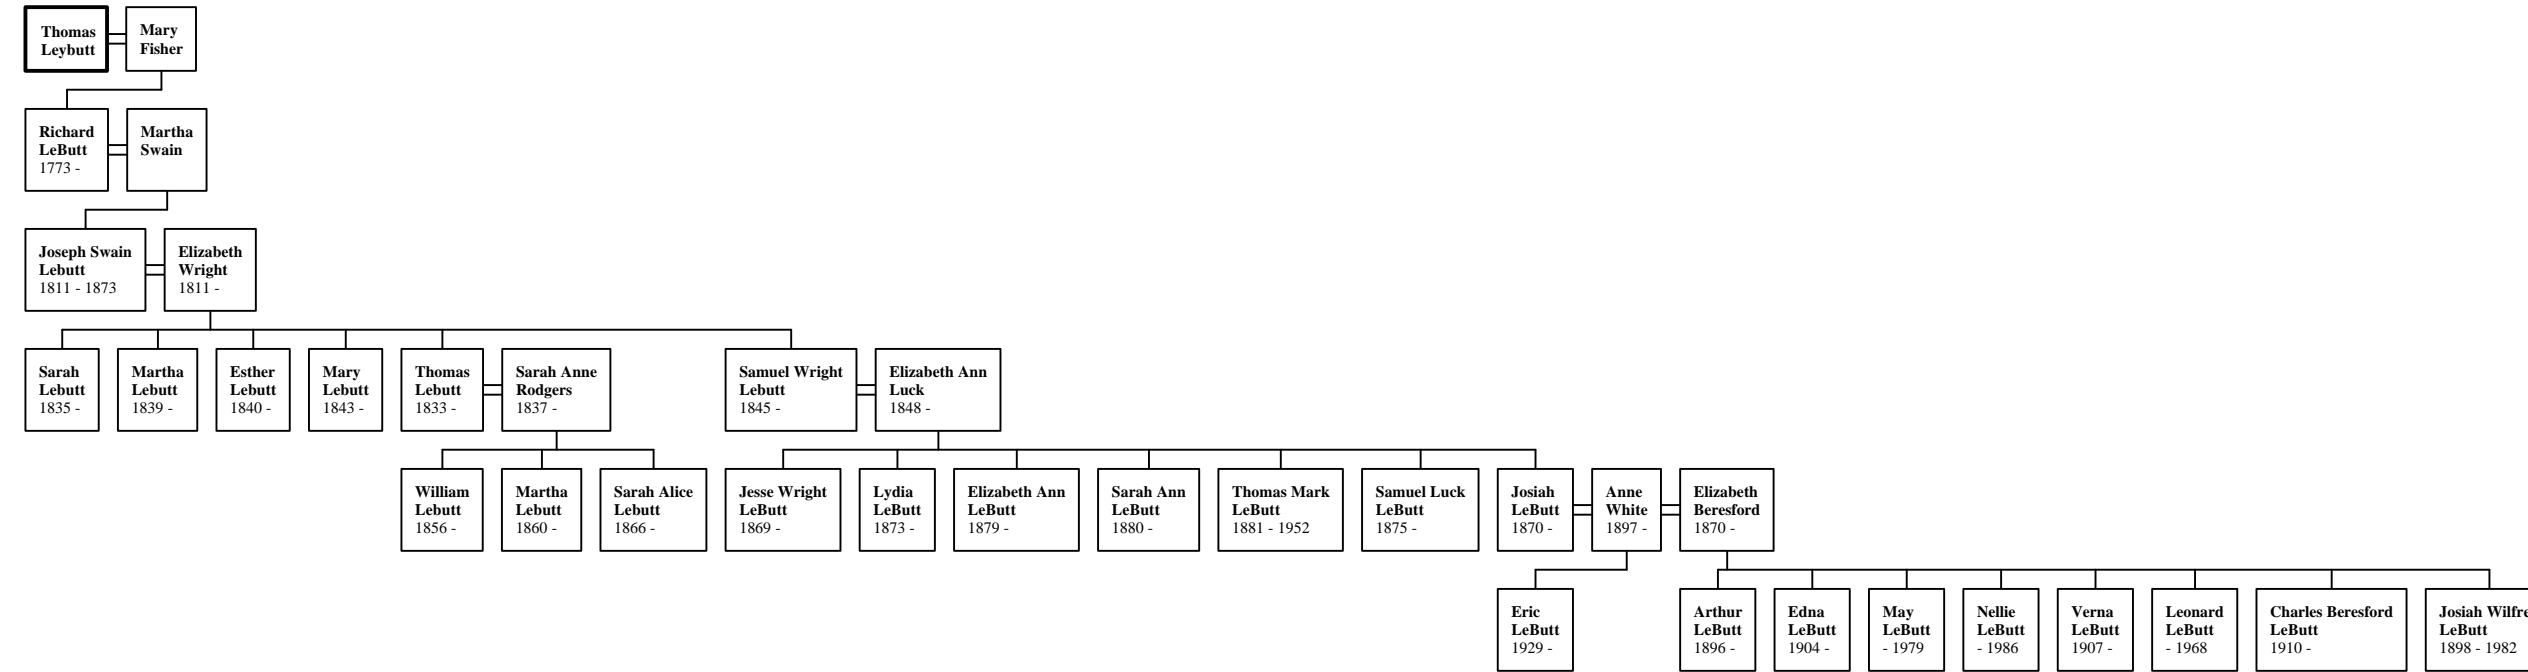 Thomas
Leybutt
Mary
Fisher
Richard
LeButt
1773 -
Martha
Swain
Joseph Swain
Lebutt
1811 - 1873
Elizabeth
Wright
1811 -
Sarah
Lebutt
1835 -
Martha
Lebutt
1839 -
Esther
Lebutt
1840 -
Mary
Lebutt
1843 -
Thomas
Lebutt
1833 -
Sarah Anne
Rodgers
1837 -
Samuel Wright
Lebutt
1845 -
Elizabeth Ann
Luck
1848 -
William
Lebutt
1856 -
Martha
Lebutt
1860 -
Sarah Alice
Lebutt
1866 -
Jesse Wright
LeButt
1869 -
Lydia
LeButt
1873 -
Elizabeth Ann
LeButt
1879 -
Sarah Ann
LeButt
1880 -
Thomas Mark
LeButt
1881 - 1952
Samuel Luck
LeButt
1875 -
Josiah
LeButt
1870 -
Anne
White
1897 -
Elizabeth
Beresford
1870 -
Eric
LeButt
1929 -
Arthur
LeButt
1896 -
Edna
LeButt
1904 -
May
LeButt
- 1979
Nellie
LeButt
- 1986
Verna
LeButt
1907 -
Leonard
LeButt
- 1968
Charles Beresford
LeButt
1910 -
Josiah Wilfre
LeButt
1898 - 1982